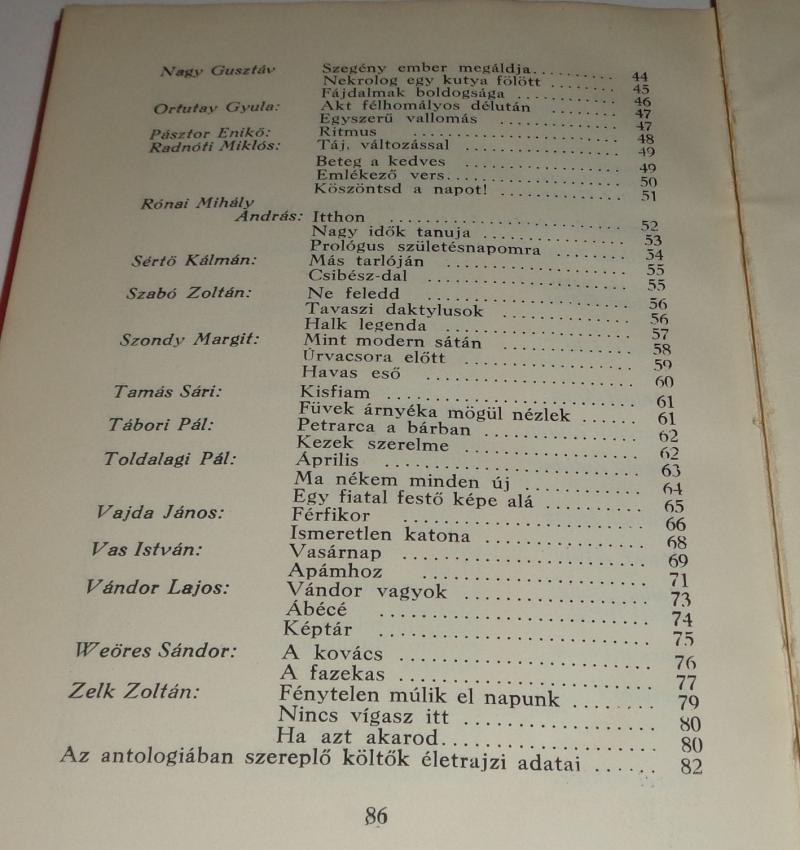 Nagy Gusztáv Szegény ember megáldja. . . . . . . . . 44
Nekrolog egy kutya fölött . . . . . . . . 45
Fájdalmak boldogsága . . . . . . . . . . 46
Ortutay Gyula: Akt félhomályos délután . . . . . . . . 47
Egyszerű vallomás . . . . . . . . . . . 47
Pásztor Enikő: Ritmus . . . . . . . . . . . . . . . . . 48
Radnóti Miklós: Táj, változással . . . . . . . . . . . . . 49
Beteg a kedves . . . . . . . . . . . . . 49
Emlékező vers. . . . . . . . . . . . . . . 50
Köszöntsd a napot! . . . . . . . . . . . 51
Rónai Mihály
András: Itthon . . . . . . . . . . . . . . . . . . . 52
Nagy idők tanuja . . . . . . . . . . . . 53
Prológus születésnapomra . . . . . . . 54
Sértő Kálmán: Más tarlóján . . . . . . . . . . . . . . 55
Csibész-dal . . . . . . . . . . . . . . . . 55
Szabó Zoltán: Ne feledd . . . . . . . . . . . . . . . . 56
Tavaszi daktylusok . . . . . . . . . . . 56
Halk legenda . . . . . . . . . . . . . . . 57
Szondy Margit: Mint modern sátán . . . . . . . . . . . 58
Úrvacsora előtt . . . . . . . . . . . . . 59
Havas eső . . . . . . . . . . . . . . . . 60
Tamás Sári: Kisfiam . . . . . . . . . . . . . . . . . . 61
Füvek árnyéka mögül nézlek . . . . . . 61
Tábori Pál: Petrarca a bárban . . . . . . . . . . . 62
Kezek szerelme . . . . . . . . . . . . . 62
Toldalagi Pál: Április . . . . . . . . . . . . . . . . . . 63
Ma nékem minden új . . . . . . . . . . 64
Egy fiatal festő képe alá . . . . . . . . 65
Vajda János: Férfikor . . . . . . . . . . . . . . . . . 66
Ismeretlen katona . . . . . . . . . . . . 68
Vas István: Vasárnap . . . . . . . . . . . . . . . . . 69
Apámhoz . . . . . . . . . . . . . . . . 71
Vándor Lajos: Vándor vagyok . . . . . . . . . . . . . 73
Ábécé . . . . . . . . . . . . . . . . . . . 74
Képtár . . . . . . . . . . . . . . . . . . 75
Weöres Sándor: A kovács . . . . . . . . . . . . . . . . . 76
A fazekas . . . . . . . . . . . . . . . . 77
Zelk Zoltán: Fénytelen múlik el napunk . . . . . . 79
Nincs vígasz itt . . . . . . . . . . . . . 80
Ha azt akarod. . . . . . . . . . . . . . . 80
Az antologiában szereplő költők életrajzi adatai . . . . . . 82
86